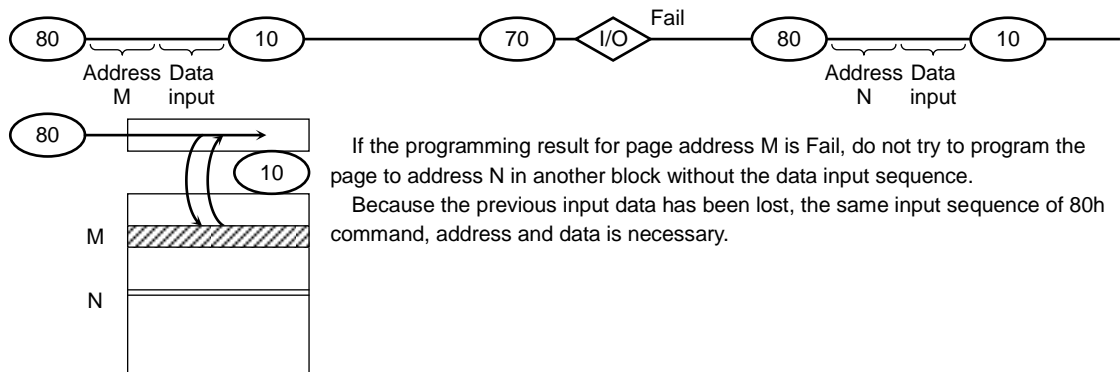 Fail
80
10
70
I/O
80
10
Address Data
M input
Address Data
N input
80
10
M
N
If the programming result for page address M is Fail, do not try to program the
page to address N in another block without the data input sequence.
Because the previous input data has been lost, the same input sequence of 80h
command, address and data is necessary.